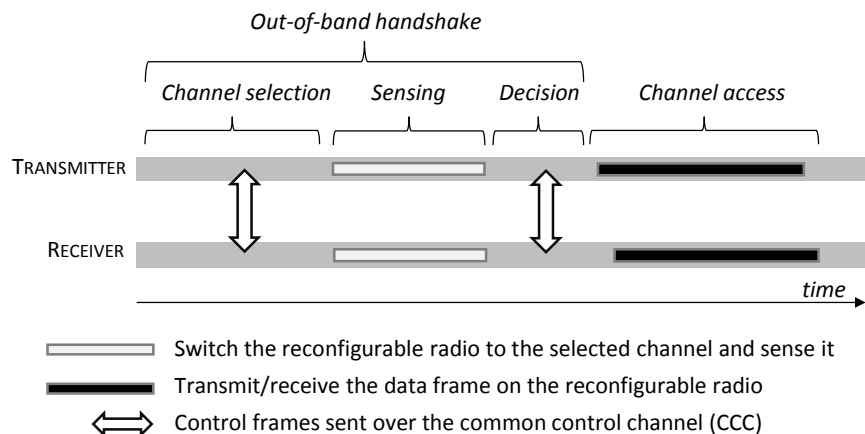 Out-of-band handshake
Channel selection Sensing Decision Channel access
TRANSMITTER
RECEIVER
time
Switch the reconfigurable radio to the selected channel and sense it
Transmit/receive the data frame on the reconfigurable radio
Control frames sent over the common control channel (CCC)